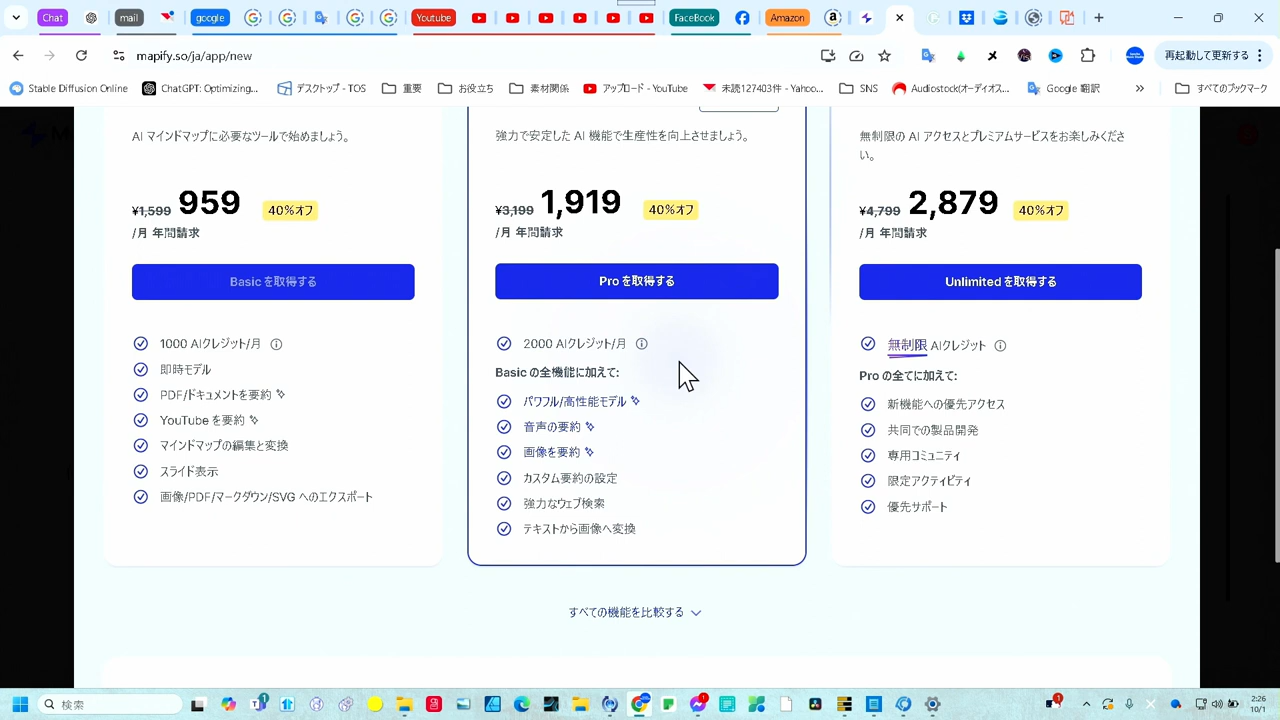 Chat
mail
google
Youtube
FaceBook
Amazon
mapify.so/ja/app/new
再起動して更新する
Stable Diffusion Online
ChatGPT: Optimizing...
デスクトップ - TOS
重要
お役立ち
素材関係
アップロード - YouTube
未読127403件 - Yahoo...
SNS
Audiostock(オーディオス...
Google 翻訳
すべてのブックマーク
AI マインドマップに必要なツールで始めましょう。
¥1,599 959 40%オフ
/月 年間請求
Basic を取得する
1000 AIクレジット/月
即時モデル
PDF/ドキュメントを要約
YouTube を要約
マインドマップの編集と変換
スライド表示
画像/PDF/マークダウン/SVG へのエクスポート
強力で安定した AI 機能で生産性を向上させましょう。
¥3,199 1,919 40%オフ
/月 年間請求
Pro を取得する
2000 AIクレジット/月
Basic の全機能に加えて:
パワフル/高性能モデル
音声の要約
画像を要約
カスタム要約の設定
強力なウェブ検索
テキストから画像へ変換
無制限の AI アクセスとプレミアムサービスをお楽しみくださ
い。
¥4,799 2,879 40%オフ
/月 年間請求
Unlimited を取得する
無制限 AIクレジット
Pro の全てに加えて:
新機能への優先アクセス
共同での製品開発
専用コミュニティ
限定アクティビティ
優先サポート
すべての機能を比較する
検索
2:26
10/1